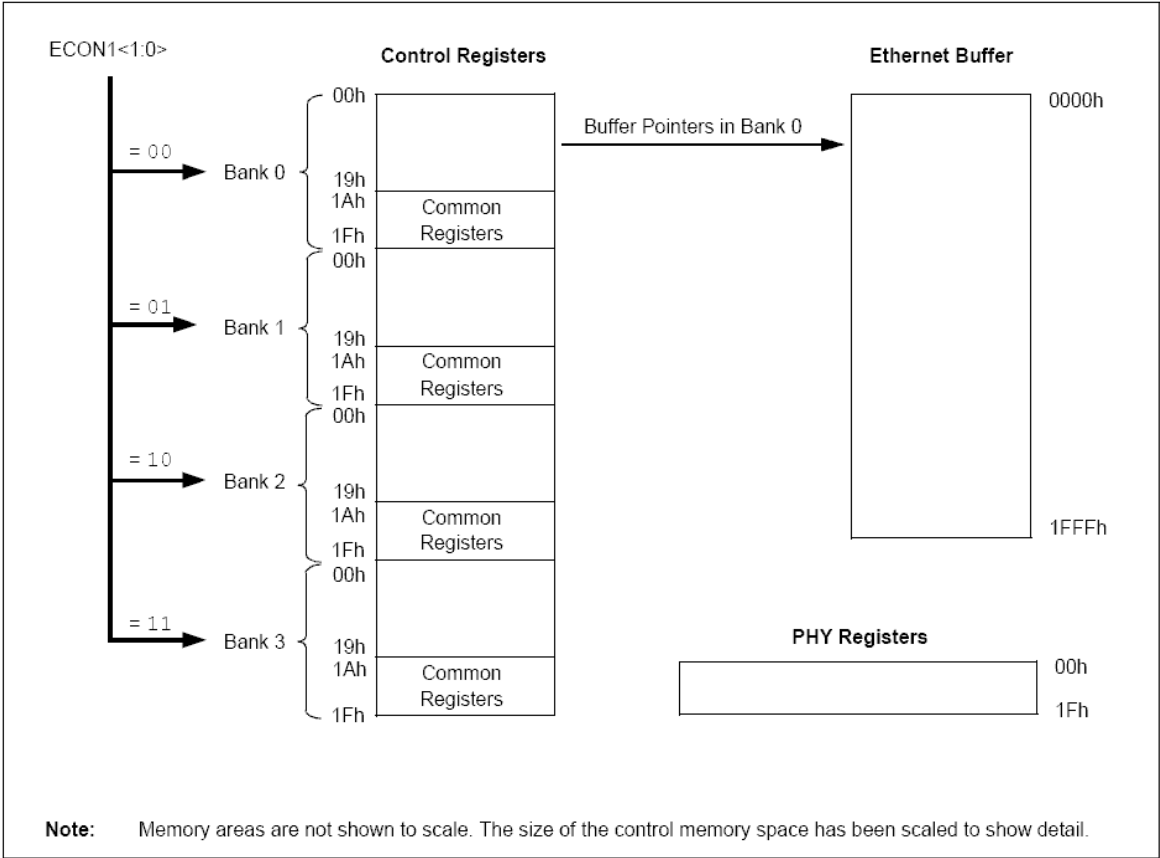 ECON1<1:0>
Control Registers
Ethernet Buffer
00h
0000h
Buffer Pointers in Bank 0
= 00
Bank 0
19h
1Ah
Common
Registers
1Fh
00h
= 01
Bank 1
19h
1Ah
Common
Registers
1Fh
00h
= 10
Bank 2
19h
1Ah
Common
Registers
1Fh
1FFFh
00h
= 11
Bank 3
19h
1Ah
Common
Registers
1Fh
PHY Registers
00h
1Fh
Note: Memory areas are not shown to scale. The size of the control memory space has been scaled to show detail.